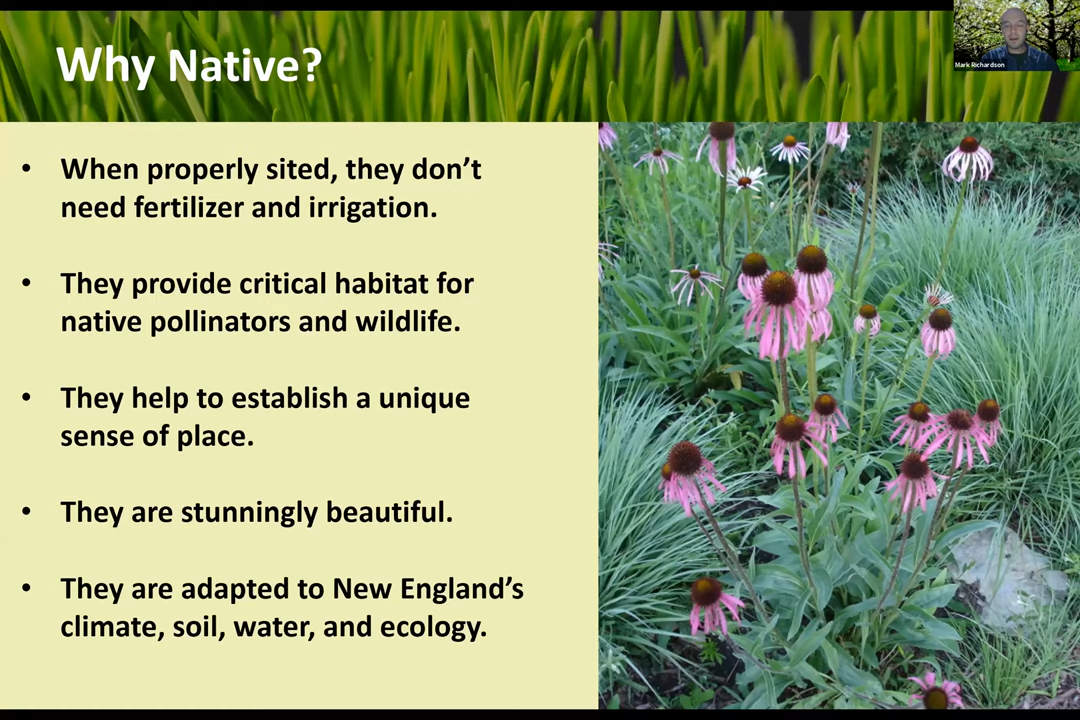 Why Native?
Mark Richardson
• When properly sited, they don’t
need fertilizer and irrigation.
• They provide critical habitat for
native pollinators and wildlife.
• They help to establish a unique
sense of place.
• They are stunningly beautiful.
• They are adapted to New England’s
climate, soil, water, and ecology.